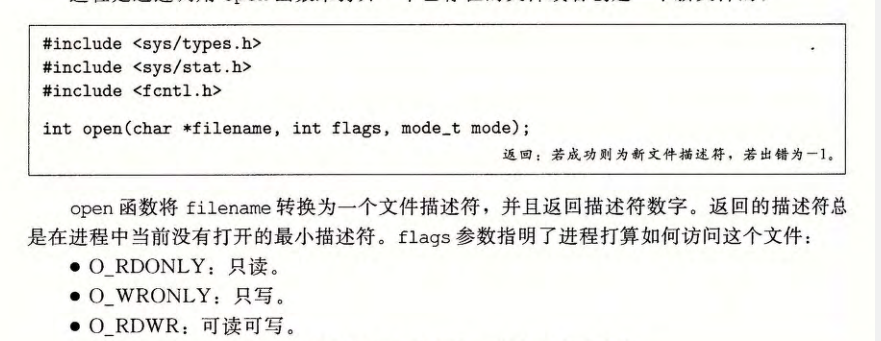 #include <sys/types.h>
#include <sys/stat.h>
#include <fcntl.h>
int open(char *filename, int flags, mode_t mode);
返回：若成功则为新文件描述符，若出错为－1。
open 函数将 filename 转换为一个文件描述符，并且返回描述符数字。返回的描述符总
是在进程中当前没有打开的最小描述符。flags 参数指明了进程打算如何访问这个文件：
● O_RDONLY：只读。
● O_WRONLY：只写。
● O_RDWR：可读可写。